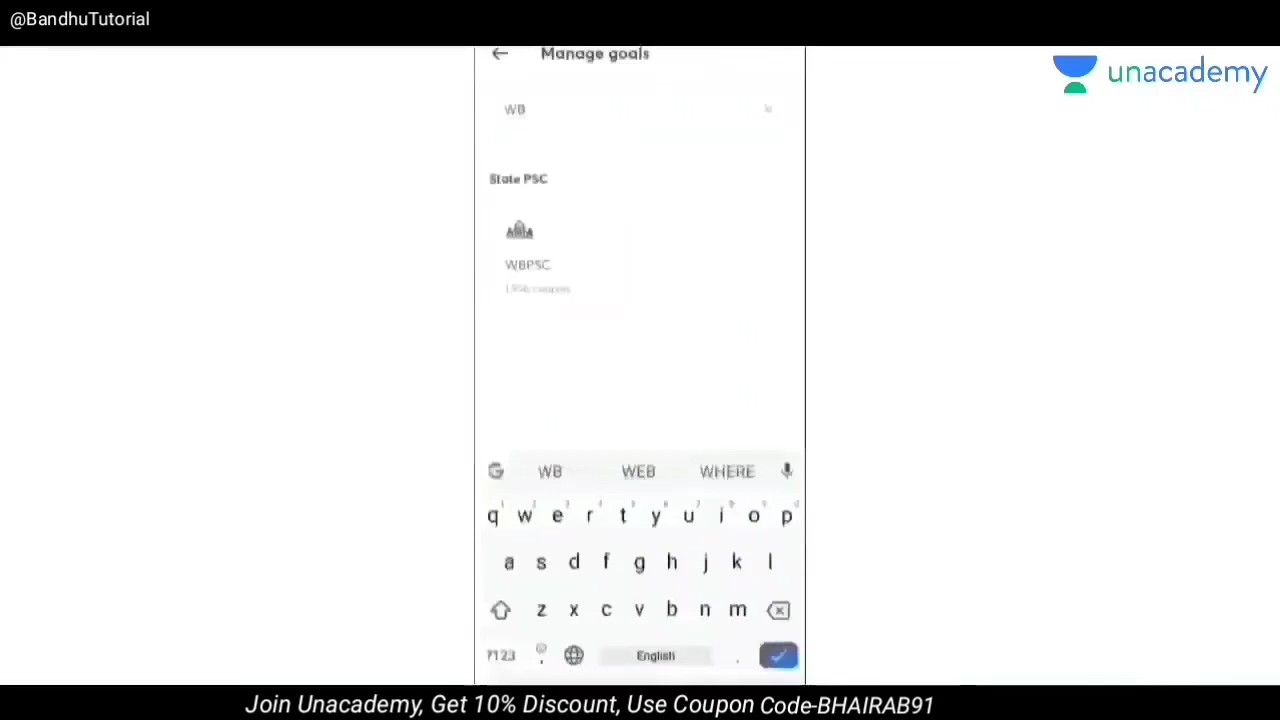 @BandhuTutorial
unacademy
Manage goals
WB
State PSC
WBPSC
WB WEB WHERE
q w e r t y u i o p
a s d f g h j k l
z x c v b n m
?123 , English .
Join Unacademy, Get 10% Discount, Use Coupon Code-BHAIRAB91